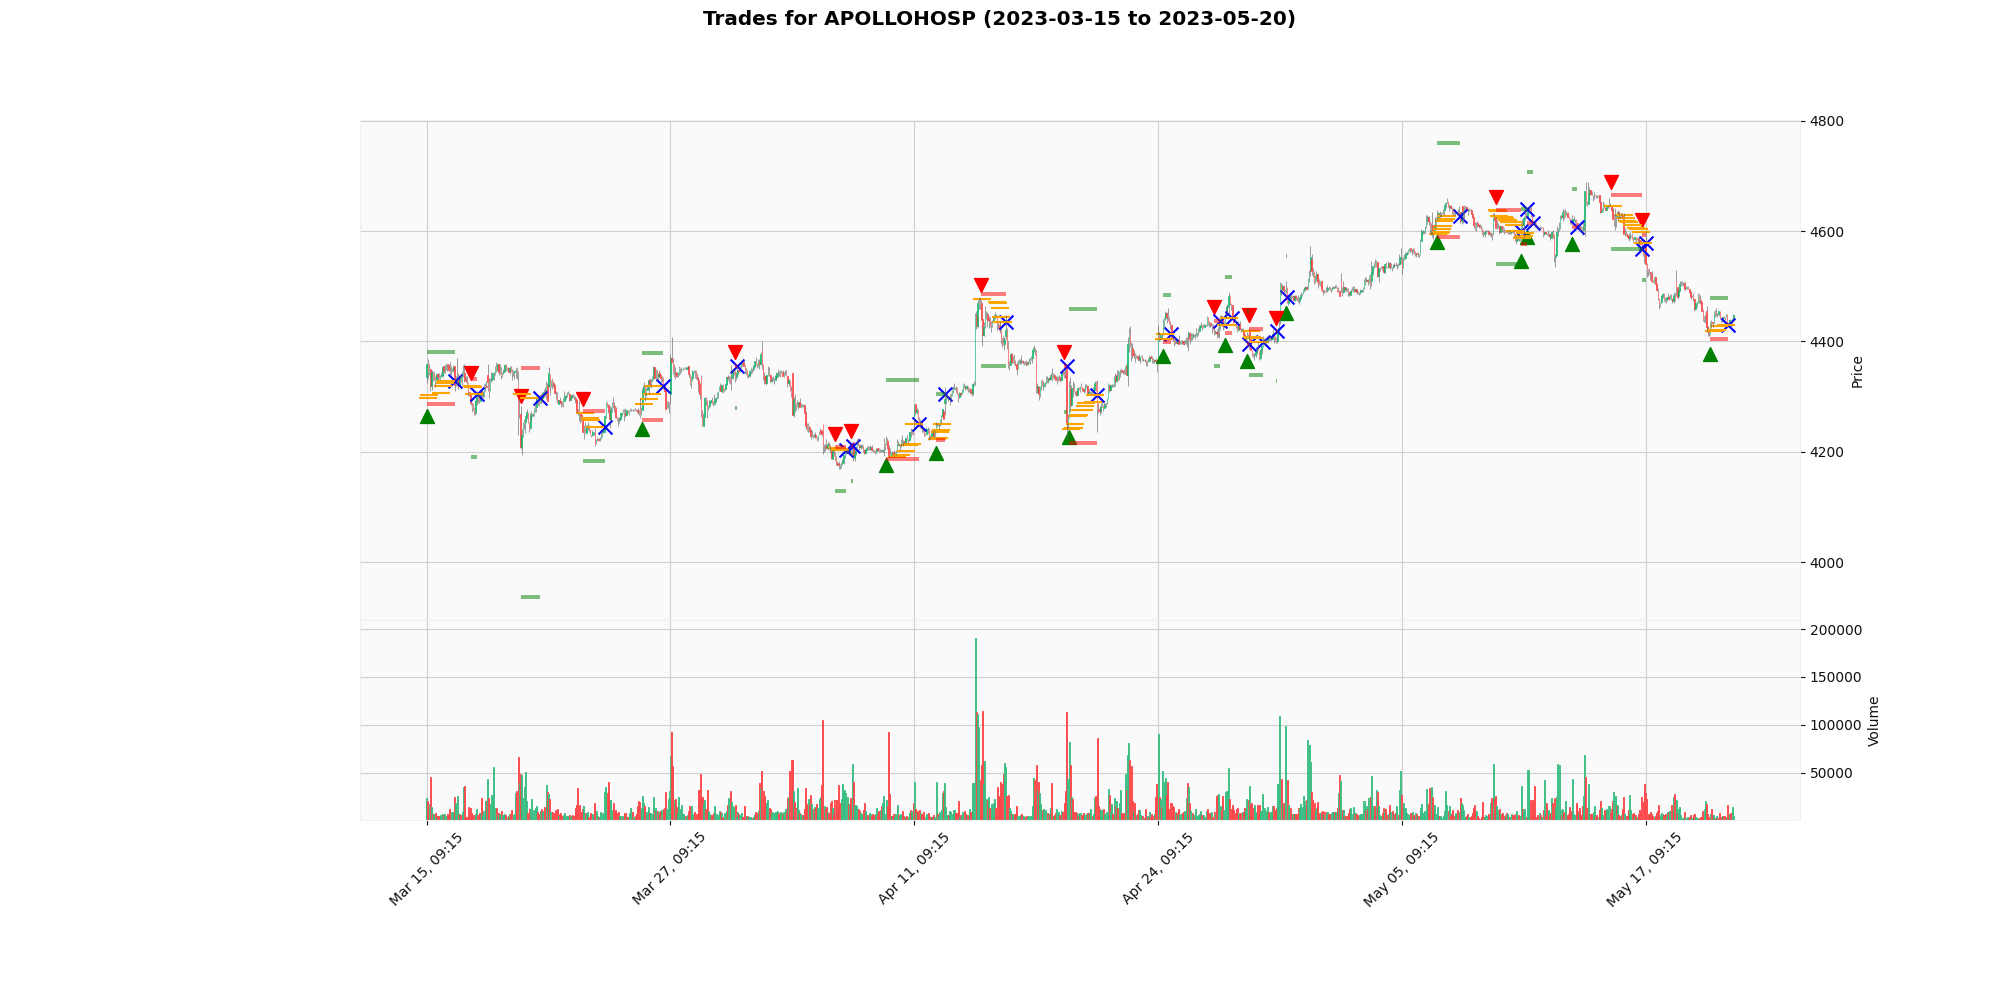 Trades for APOLLOHOSP (2023-03-15 to 2023-05-20)
4800
4600
4400
4200
4000
Price
200000
150000
100000
50000
Volume
Mar 15, 09:15
Mar 27, 09:15
Apr 11, 09:15
Apr 24, 09:15
May 05, 09:15
May 17, 09:15